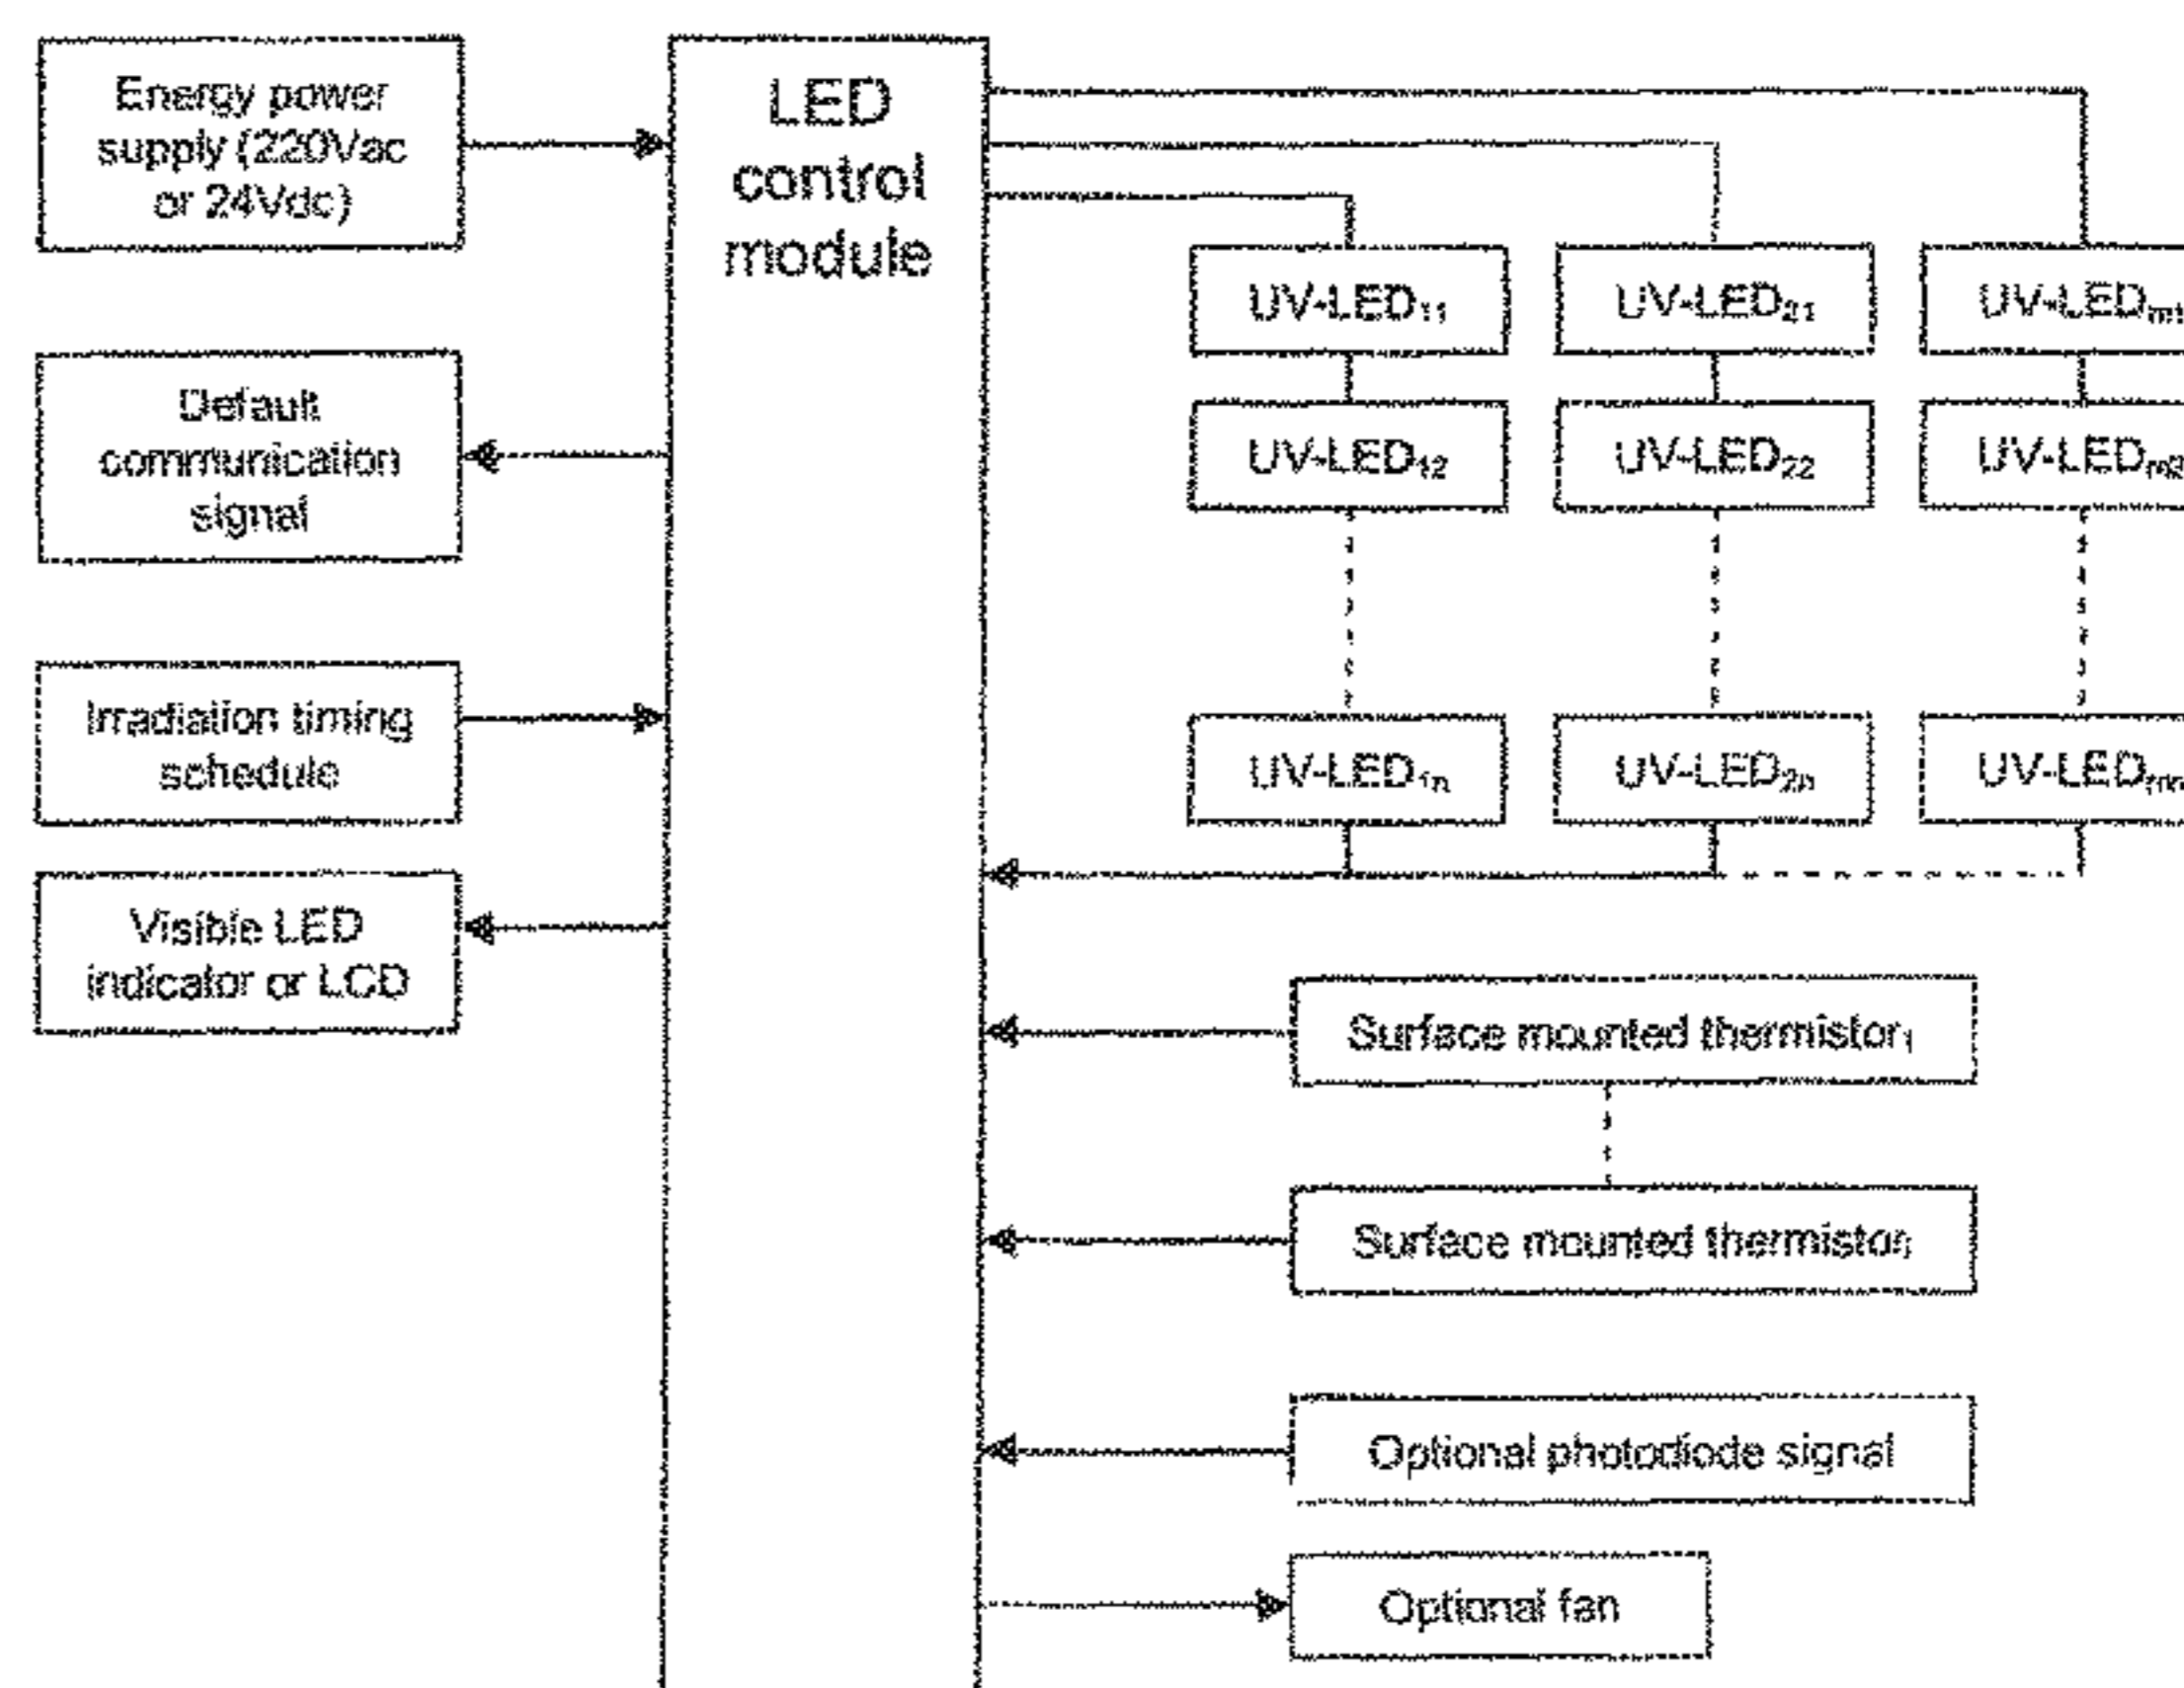 Energy power
supply (220Vac
or 24Vdc)
Default
communication
signal
Irradiation timing
schedule
Visible LED
indicator or LCD
LED
control
module
UV-LED₁₁
UV-LED₂₁
UV-LEDₘ₁
UV-LED₁₂
UV-LED₂₂
UV-LEDₘ₂
UV-LED₁ₙ
UV-LED₂ₙ
UV-LEDₘₙ
Surface mounted thermistor₁
Surface mounted thermistor
Optional photodiode signal
Optional fan